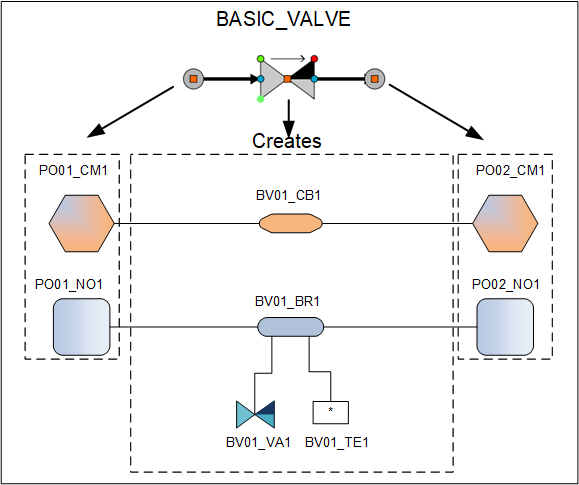 BASIC_VALVE
Creates
PO01_CM1
BV01_CB1
PO02_CM1
PO01_NO1
BV01_BR1
PO02_NO1
*
BV01_VA1
BV01_TE1